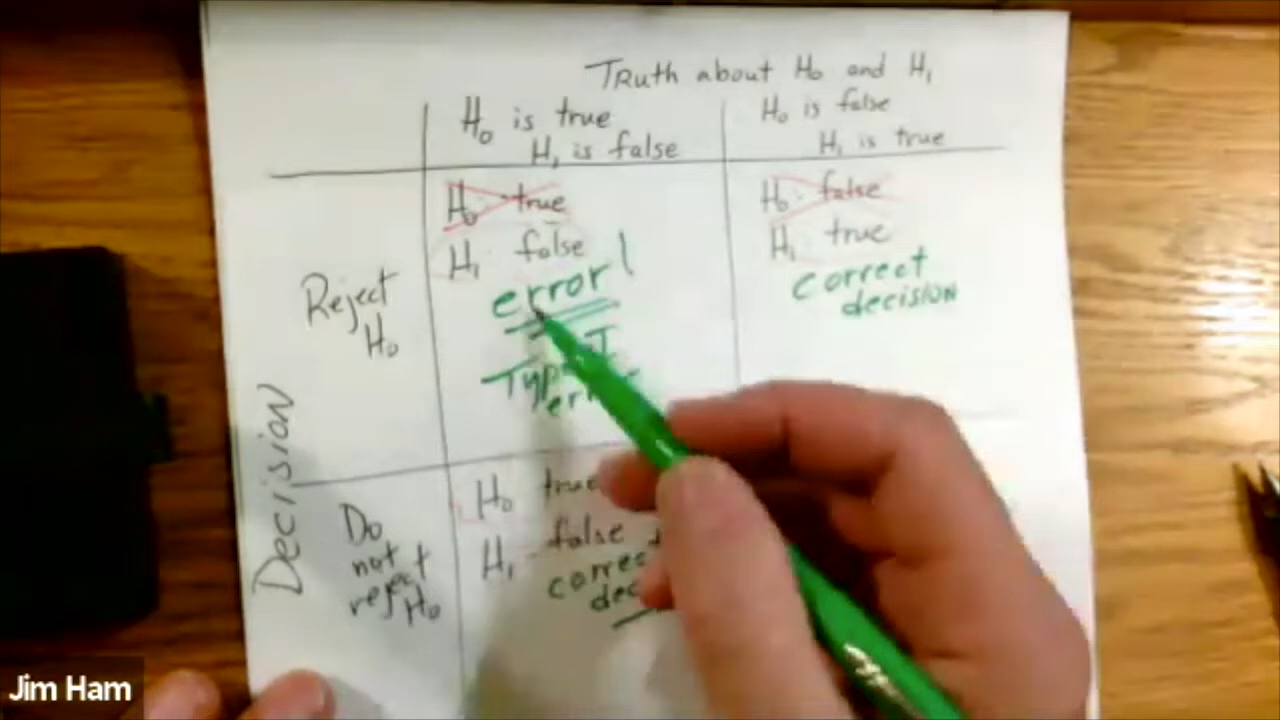 Truth about H₀ and H₁
H₀ is true
H₁ is false
H₀ is false
H₁ is true
Decision
Reject
H₀
H₀ true
H₁ false
error!
Type I
H₀ false
H₁ true
correct
decision
Do
not
reject
H₀
H₀ true
H₁ false
Jim Ham